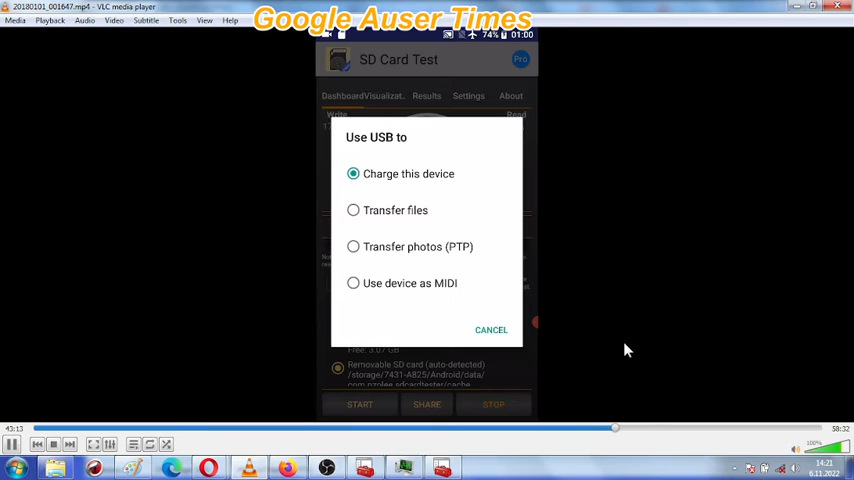 20180101_001647.mp4 - VLC media player
Google Auser Times
Media Playback Audio Video Subtitle Tools View Help
74% 01:00
SD Card Test
Pro
Dashboard Visualizat.. Results Settings About
Write Read
Use USB to
Charge this device
Transfer files
Transfer photos (PTP)
Use device as MIDI
CANCEL
Free: 3.07 GB
Removable SD card (auto-detected)
/storage/7431-A825/Android/data/
com.pzolee.sdcardtester/cache
START SHARE STOP
43:13 58:32
100%
14:21
6.11.2022